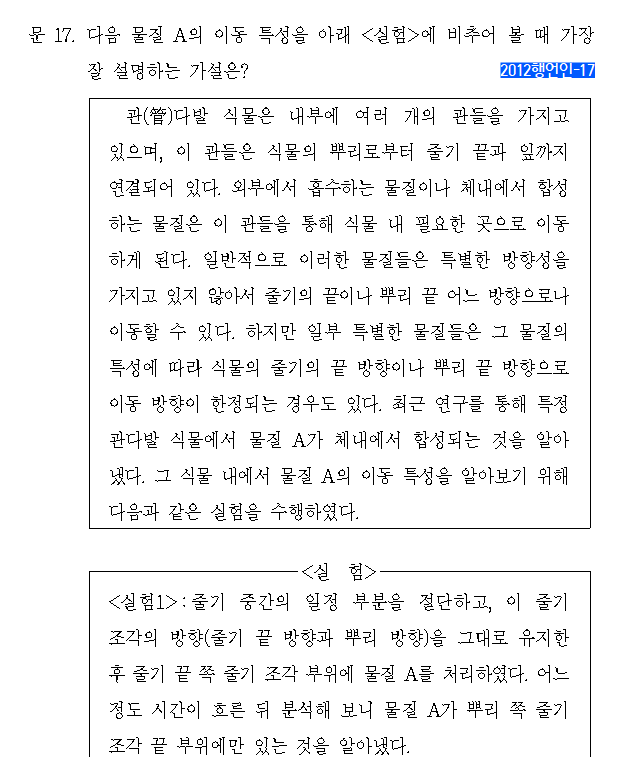 문 17. 다음 물질 A의 이동 특성을 아래 <실험>에 비추어 볼 때 가장
잘 설명하는 가설은?
2012행언인-17
관(管)다발 식물은 내부에 여러 개의 관들을 가지고
있으며, 이 관들은 식물의 뿌리로부터 줄기 끝과 잎까지
연결되어 있다. 외부에서 흡수하는 물질이나 체내에서 합성
하는 물질은 이 관들을 통해 식물 내 필요한 곳으로 이동
하게 된다. 일반적으로 이러한 물질들은 특별한 방향성을
가지고 있지 않아서 줄기의 끝이나 뿌리 끝 어느 방향으로나
이동할 수 있다. 하지만 일부 특별한 물질들은 그 물질의
특성에 따라 식물의 줄기의 끝 방향이나 뿌리 끝 방향으로
이동 방향이 한정되는 경우도 있다. 최근 연구를 통해 특정
관다발 식물에서 물질 A가 체내에서 합성되는 것을 알아
냈다. 그 식물 내에서 물질 A의 이동 특성을 알아보기 위해
다음과 같은 실험을 수행하였다.
<실 험>
<실험1>:줄기 중간의 일정 부분을 절단하고, 이 줄기
조각의 방향(줄기 끝 방향과 뿌리 방향)을 그대로 유지한
후 줄기 끝 쪽 줄기 조각 부위에 물질 A를 처리하였다. 어느
정도 시간이 흐른 뒤 분석해 보니 물질 A가 뿌리 쪽 줄기
조각 끝 부위에만 있는 것을 알아냈다.